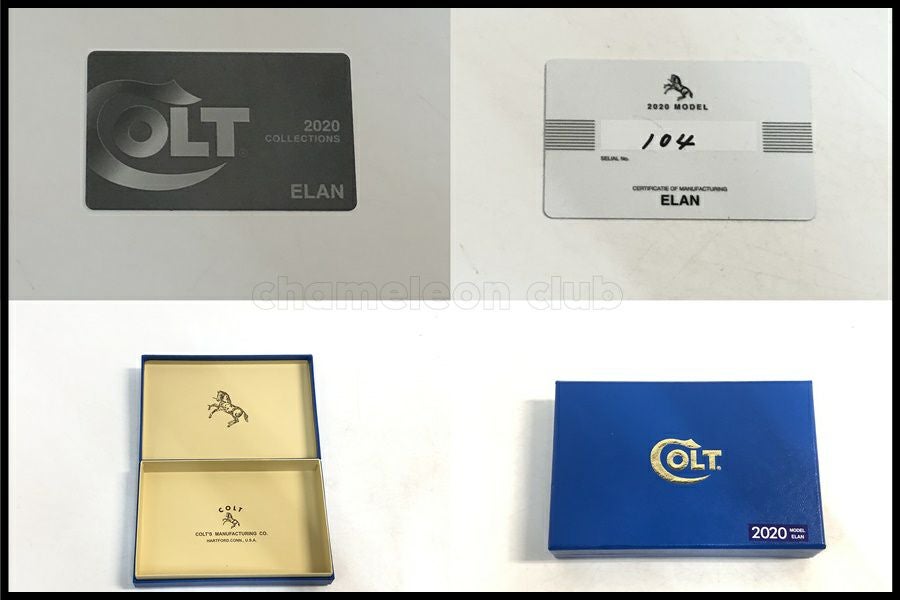 COLT
2020
COLLECTIONS
ELAN
2020 MODEL
104
SELIAL No.
CERTIFICATIE OF MANUFACTURING
ELAN
chameleon club
COLT
COLT'S MANUFACTURING CO.
HARTFORD.CONN., U.S.A.
COLT
2020 MODEL
ELAN